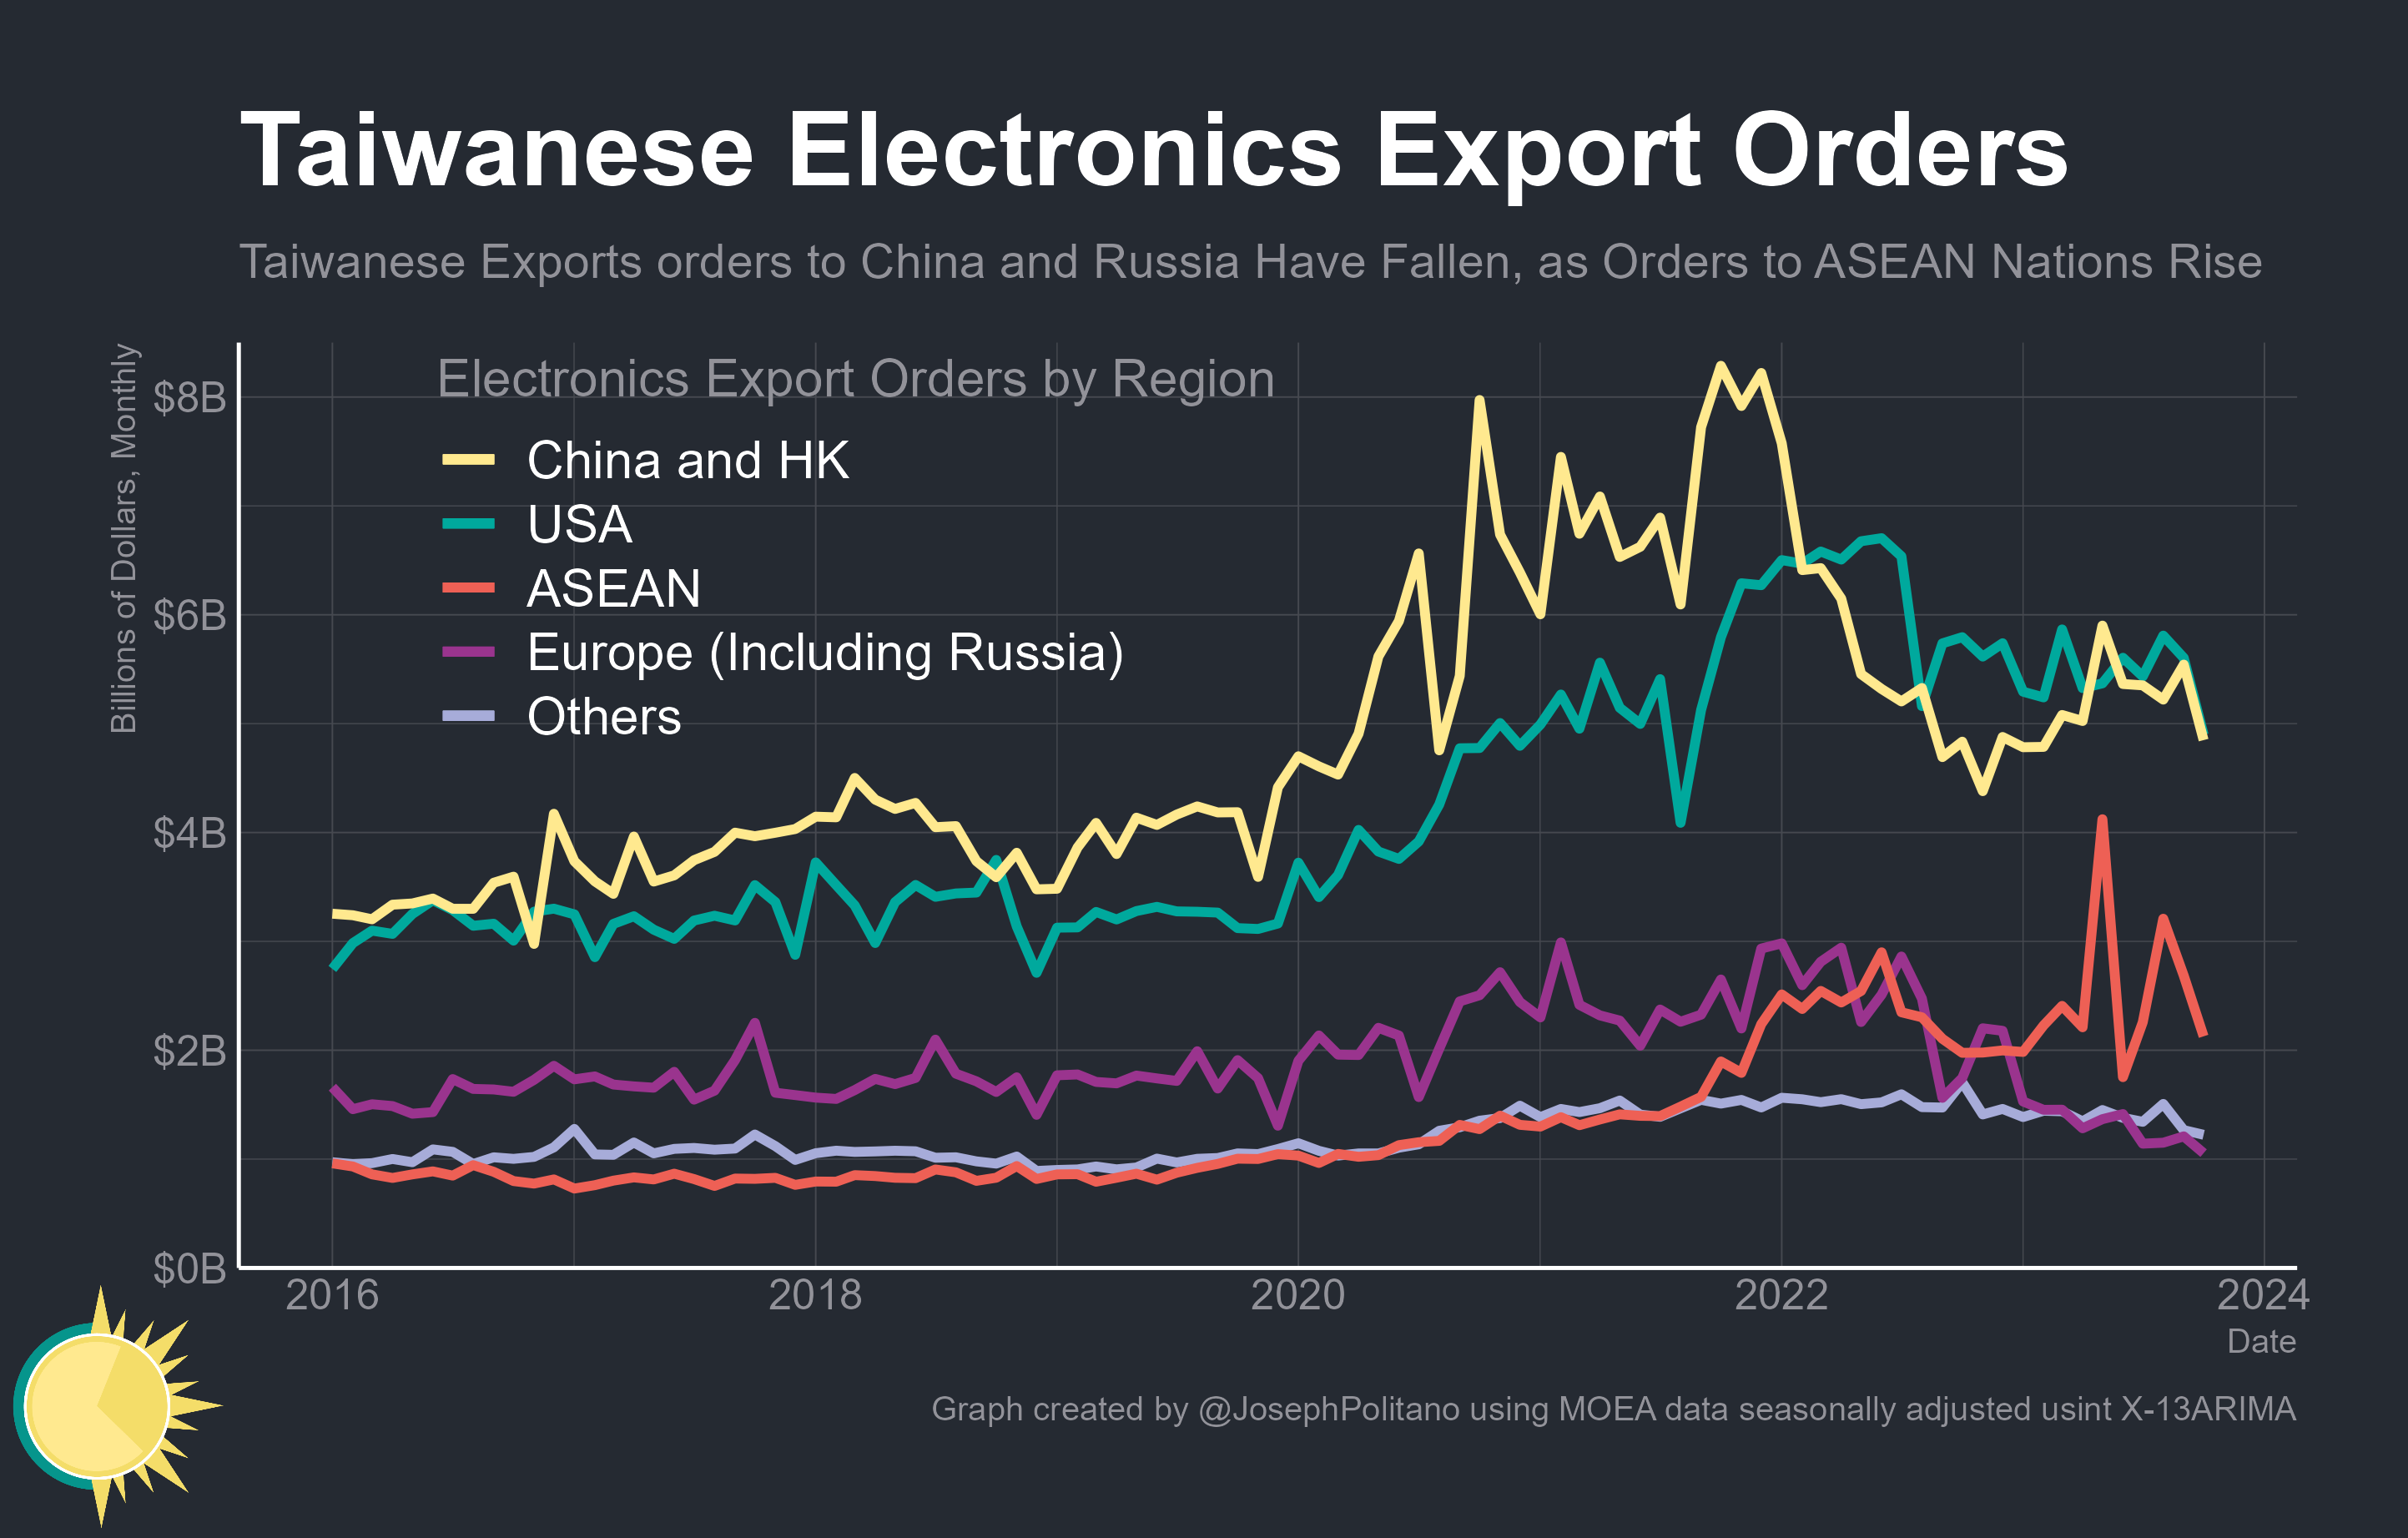 Taiwanese Electronics Export Orders
Taiwanese Exports orders to China and Russia Have Fallen, as Orders to ASEAN Nations Rise
Billions of Dollars, Monthly
Electronics Export Orders by Region
China and HK
USA
ASEAN
Europe (Including Russia)
Others
$8B
$6B
$4B
$2B
$0B
2016 2018 2020 2022 2024
Date
Graph created by @JosephPolitano using MOEA data seasonally adjusted usint X-13ARIMA